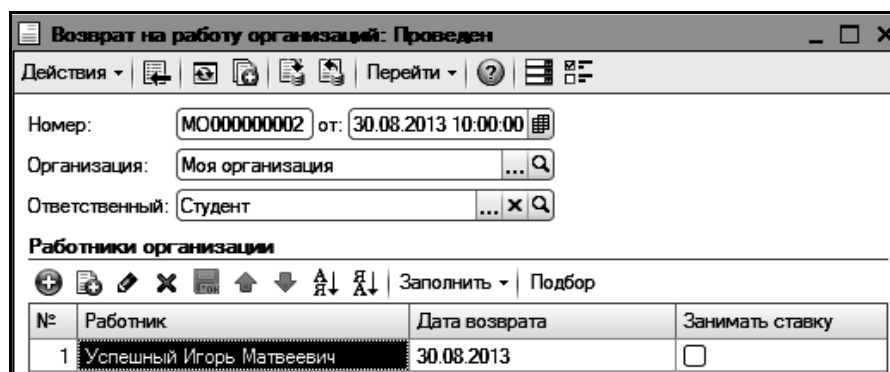 Возврат на работу организаций: Проведен
Действия Перейти
Номер: МО000000002 от: 30.08.2013 10:00:00
Организация: Моя организация ...
Ответственный: Студент ...
Работники организации
Заполнить Подбор
№ Работник Дата возврата Занимать ставку
1 Успешный Игорь Матвеевич 30.08.2013